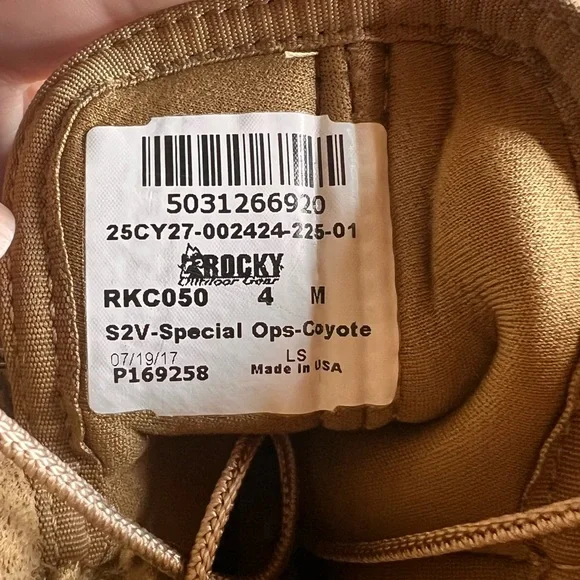 5031266920
25CY27-002424-225-01
ROCKY
Outdoor Gear
RKC050 4 M
S2V-Special Ops-Coyote
07/19/17 LS
P169258 Made in USA